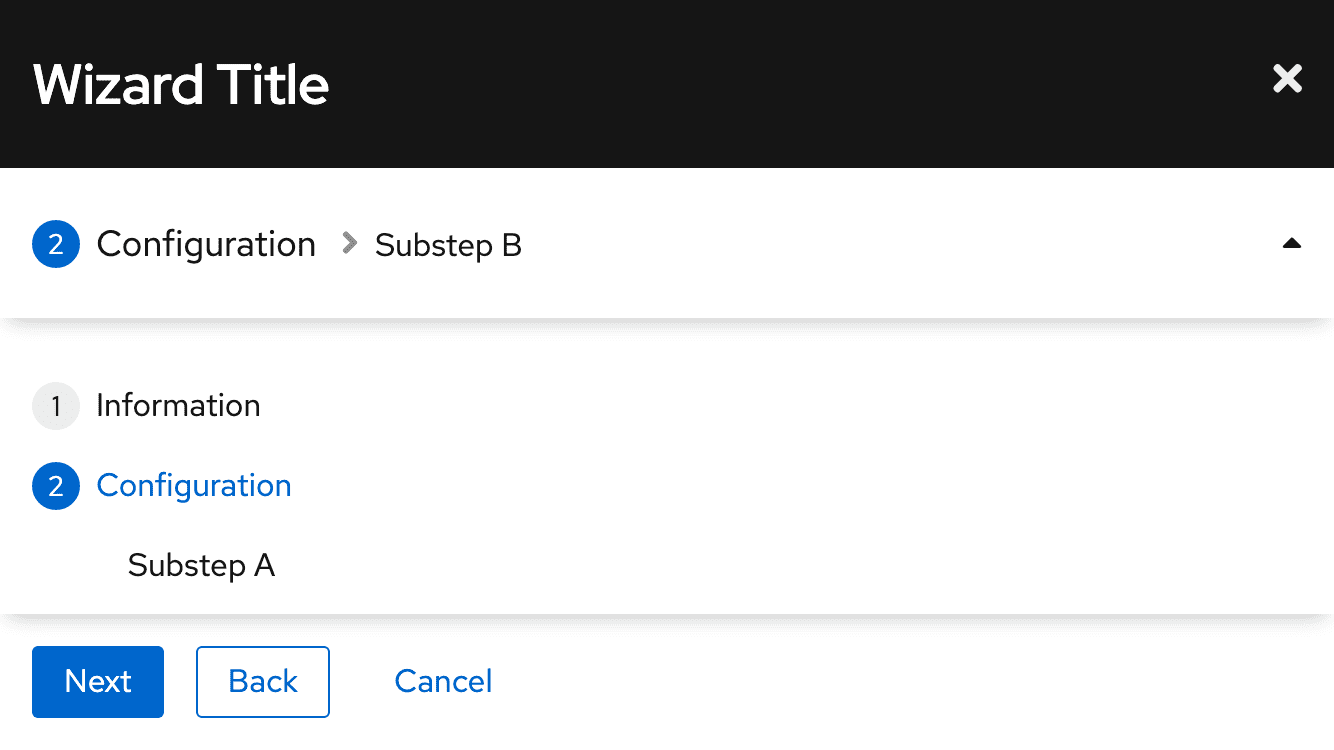 Wizard Title
2 Configuration Substep B
1 Information
2 Configuration
Substep A
Next Back Cancel